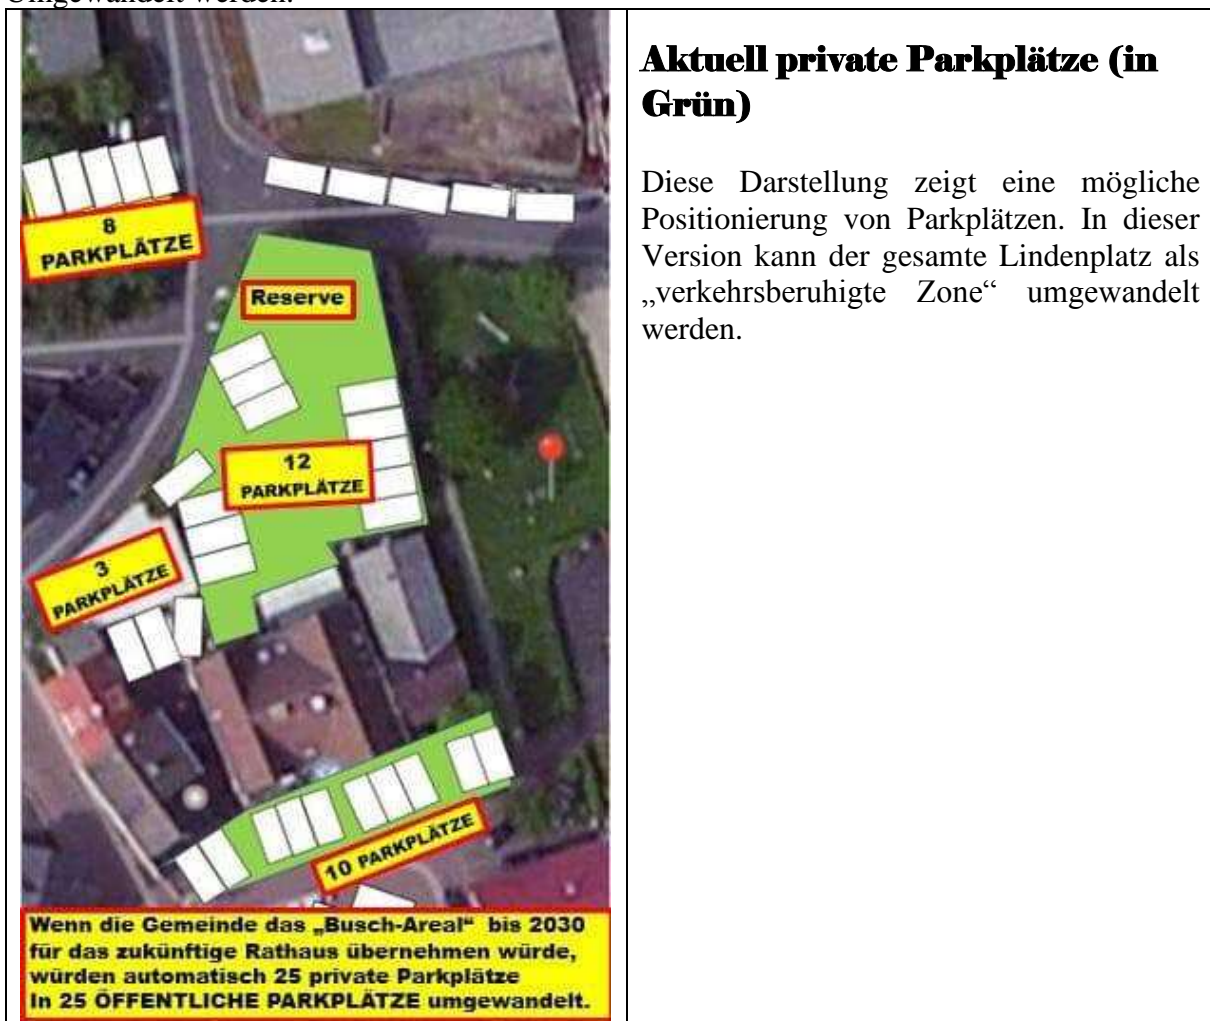 Umgewandelt werden.
8
PARKPLÄTZE
Reserve
12
PARKPLÄTZE
3
PARKPLÄTZE
10 PARKPLÄTZE
Wenn die Gemeinde das „Busch-Areal“ bis 2030
für das zukünftige Rathaus übernehmen würde,
würden automatisch 25 private Parkplätze
In 25 ÖFFENTLICHE PARKPLÄTZE umgewandelt.
Aktuell private Parkplätze (in
Grün)
Diese Darstellung zeigt eine mögliche
Positionierung von Parkplätzen. In dieser
Version kann der gesamte Lindenplatz als
„verkehrsberuhigte Zone“ umgewandelt
werden.